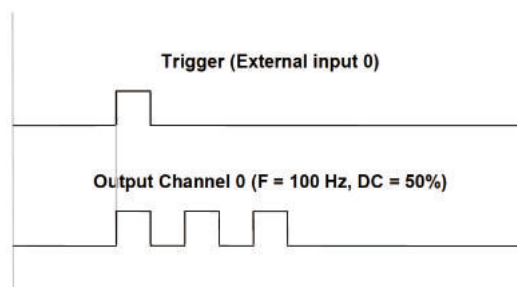 Trigger (External input 0)
Output Channel 0 (F = 100 Hz, DC = 50%)